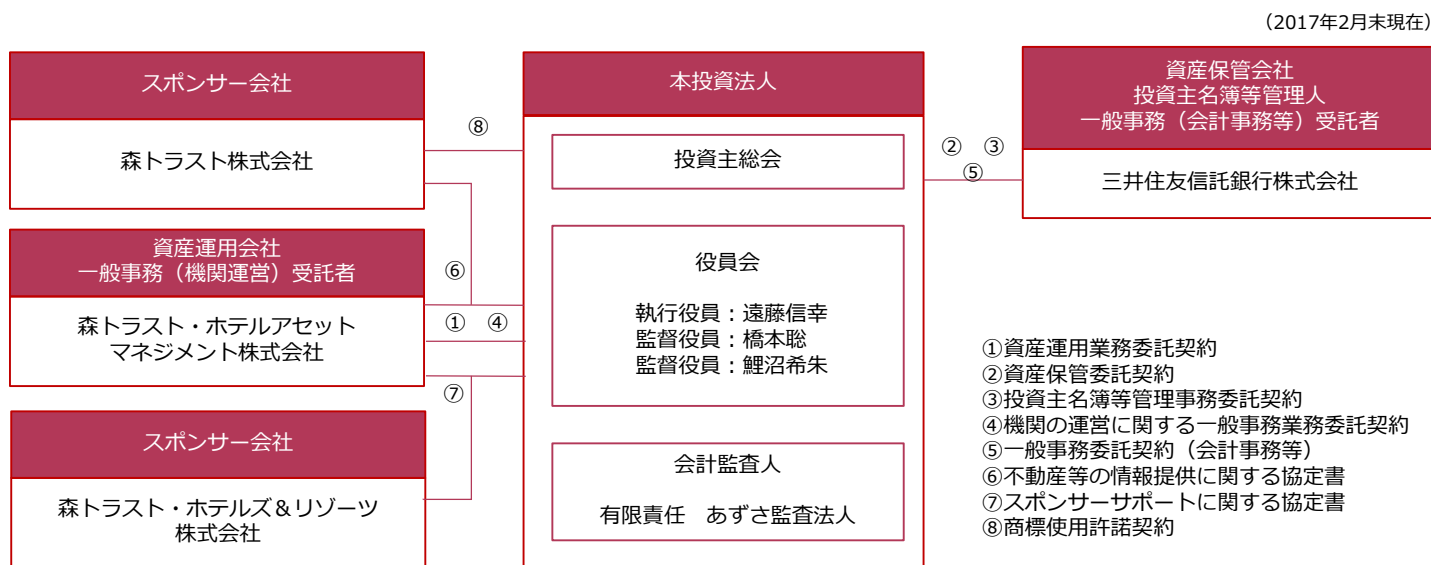 （2017年2月末現在）
スポンサー会社
森トラスト株式会社
⑧
⑥
資産運用会社
一般事務（機関運営）受託者
森トラスト・ホテルアセット
マネジメント株式会社
① ④
⑦
スポンサー会社
森トラスト・ホテルズ＆リゾーツ
株式会社
本投資法人
投資主総会
役員会
執行役員：遠藤信幸
監督役員：橋本聡
監督役員：鯉沼希朱
会計監査人
有限責任　あずさ監査法人
② ③
⑤
資産保管会社
投資主名簿等管理人
一般事務（会計事務等）受託者
三井住友信託銀行株式会社
①資産運用業務委託契約
②資産保管委託契約
③投資主名簿等管理事務委託契約
④機関の運営に関する一般事務業務委託契約
⑤一般事務委託契約（会計事務等）
⑥不動産等の情報提供に関する協定書
⑦スポンサーサポートに関する協定書
⑧商標使用許諾契約